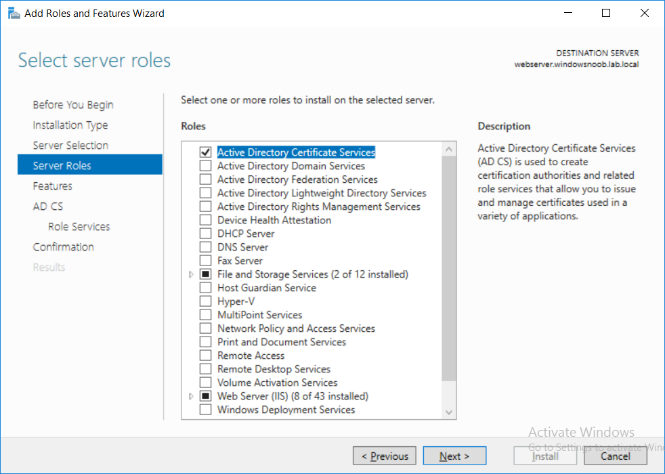 Add Roles and Features Wizard
Select server roles
DESTINATION SERVER
webserver.windowsnoob.lab.local
Before You Begin
Installation Type
Server Selection
Server Roles
Features
AD CS
Role Services
Confirmation
Results
Select one or more roles to install on the selected server.
Roles
Active Directory Certificate Services
Active Directory Domain Services
Active Directory Federation Services
Active Directory Lightweight Directory Services
Active Directory Rights Management Services
Device Health Attestation
DHCP Server
DNS Server
Fax Server
File and Storage Services (2 of 12 installed)
Host Guardian Service
Hyper-V
MultiPoint Services
Network Policy and Access Services
Print and Document Services
Remote Access
Remote Desktop Services
Volume Activation Services
Web Server (IIS) (8 of 43 installed)
Windows Deployment Services
Description
Active Directory Certificate Services
(AD CS) is used to create
certification authorities and related
role services that allow you to issue
and manage certificates used in a
variety of applications.
Activate Windows
Go to Settings to activate Win
< Previous
Next >
Install
Cancel